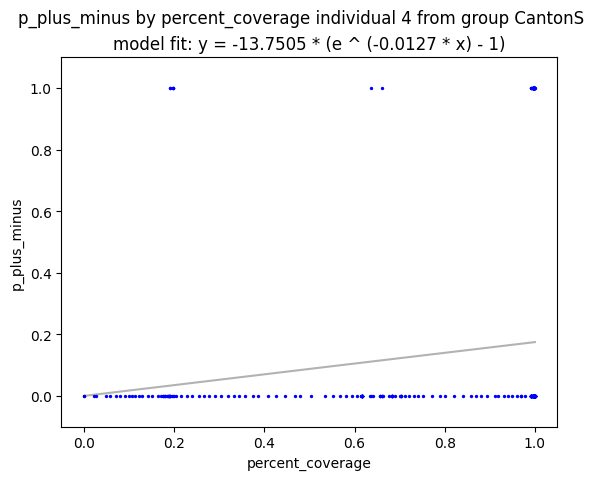 p_plus_minus by percent_coverage individual 4 from group CantonS
model fit: y = -13.7505 * (e ^ (-0.0127 * x) - 1)
1.0
0.8
0.6
0.4
0.2
0.0
p_plus_minus
0.0 0.2 0.4 0.6 0.8 1.0
percent_coverage